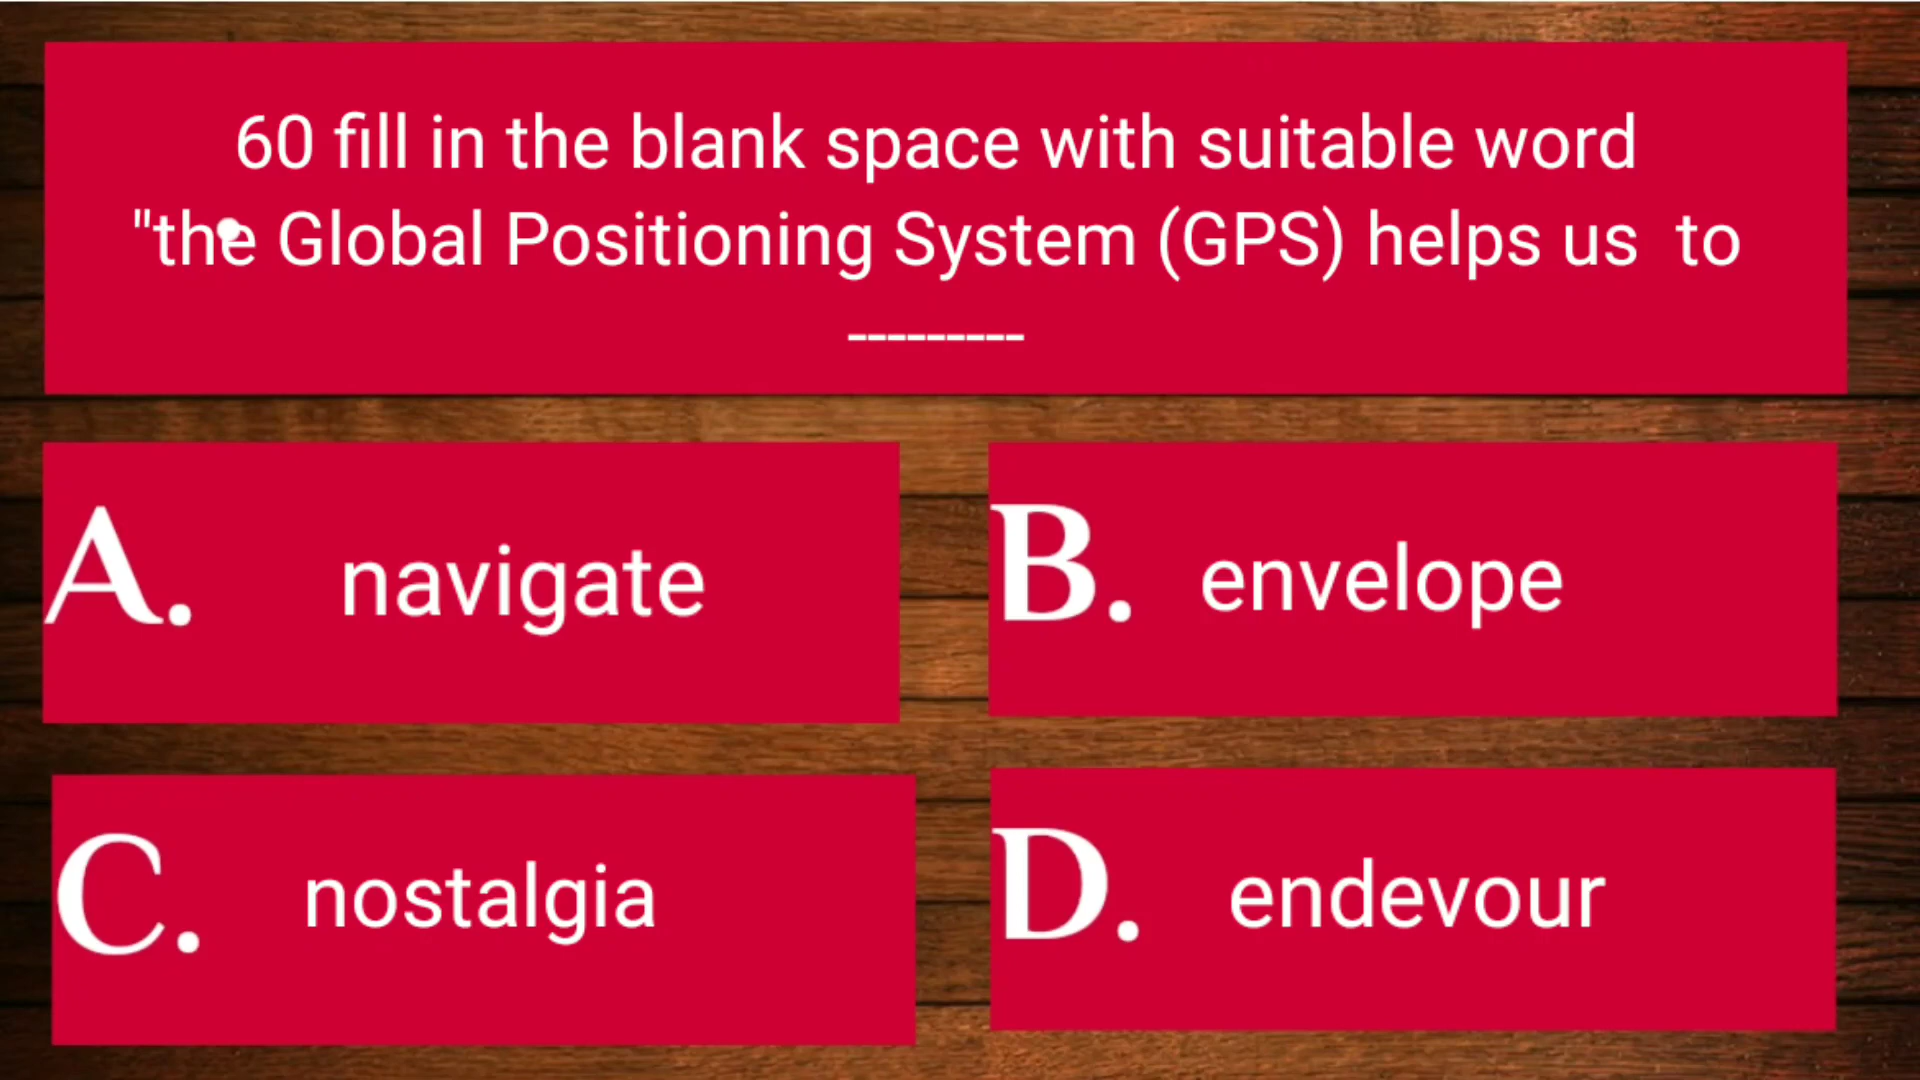 60 fill in the blank space with suitable word
"the Global Positioning System (GPS) helps us to
---------
A. navigate
B. envelope
C. nostalgia
D. endevour